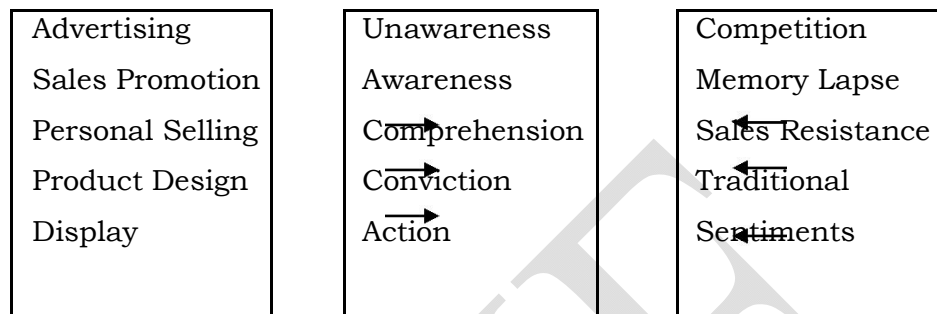 Advertising
Sales Promotion
Personal Selling
Product Design
Display
Unawareness
Awareness
Comprehension
Conviction
Action
Competition
Memory Lapse
Sales Resistance
Traditional
Sentiments